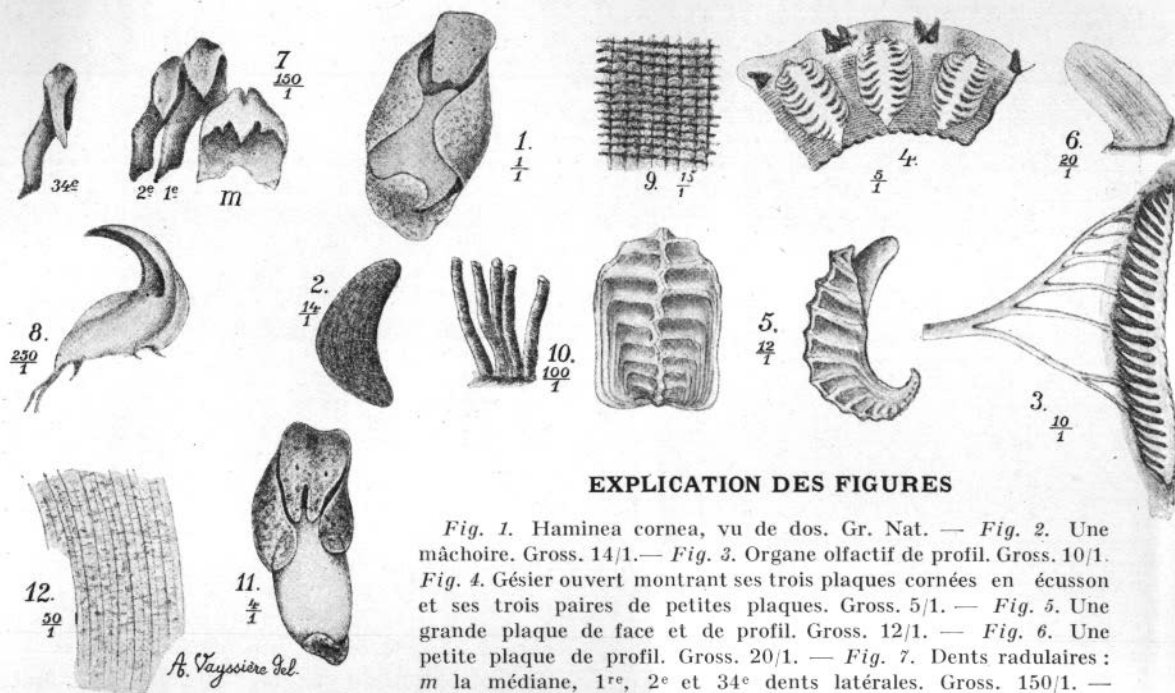 7
150
1
34e
2e 1e
m
1.
1
1
9. 15
1
4.
5
1
6.
20
1
8.
250
1
2.
14
1
10.
100
1
5.
12
1
3.
10
1
12.
50
1
11.
4
1
A. Vayssière del.
EXPLICATION DES FIGURES
Fig. 1. Haminea cornea, vu de dos. Gr. Nat. — Fig. 2. Une
mâchoire. Gross. 14/1.— Fig. 3. Organe olfactif de profil. Gross. 10/1.
Fig. 4. Gésier ouvert montrant ses trois plaques cornées en écusson
et ses trois paires de petites plaques. Gross. 5/1. — Fig. 5. Une
grande plaque de face et de profil. Gross. 12/1. — Fig. 6. Une
petite plaque de profil. Gross. 20/1. — Fig. 7. Dents radulaires :
m la médiane, 1re, 2e et 34e dents latérales. Gross. 150/1. —